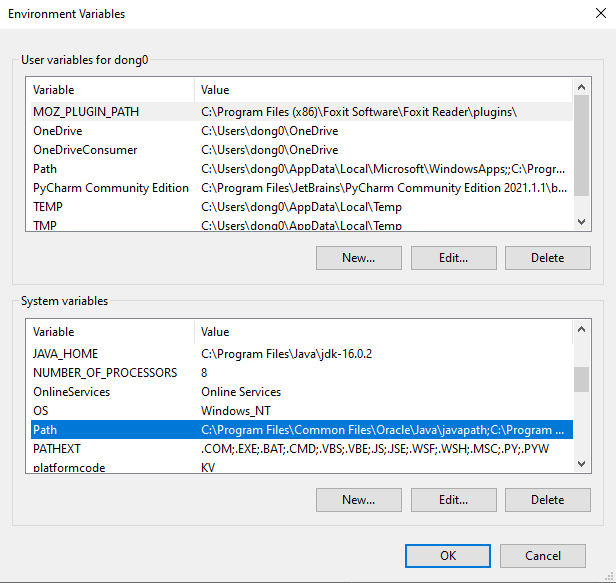 Environment Variables
User variables for dong0
Variable Value
MOZ_PLUGIN_PATH C:\Program Files (x86)\Foxit Software\Foxit Reader\plugins\
OneDrive C:\Users\dong0\OneDrive
OneDriveConsumer C:\Users\dong0\OneDrive
Path C:\Users\dong0\AppData\Local\Microsoft\WindowsApps;;C:\Progr...
PyCharm Community Edition C:\Program Files\JetBrains\PyCharm Community Edition 2021.1.1\b...
TEMP C:\Users\dong0\AppData\Local\Temp
TMP C:\Users\dong0\AppData\Local\Temp
New... Edit... Delete
System variables
Variable Value
JAVA_HOME C:\Program Files\Java\jdk-16.0.2
NUMBER_OF_PROCESSORS 8
OnlineServices Online Services
OS Windows_NT
Path C:\Program Files\Common Files\Oracle\Java\javapath;C:\Program ...
PATHEXT .COM;.EXE;.BAT;.CMD;.VBS;.VBE;.JS;.JSE;.WSF;.WSH;.MSC;.PY;.PYW
platformcode KV
New... Edit... Delete
OK Cancel